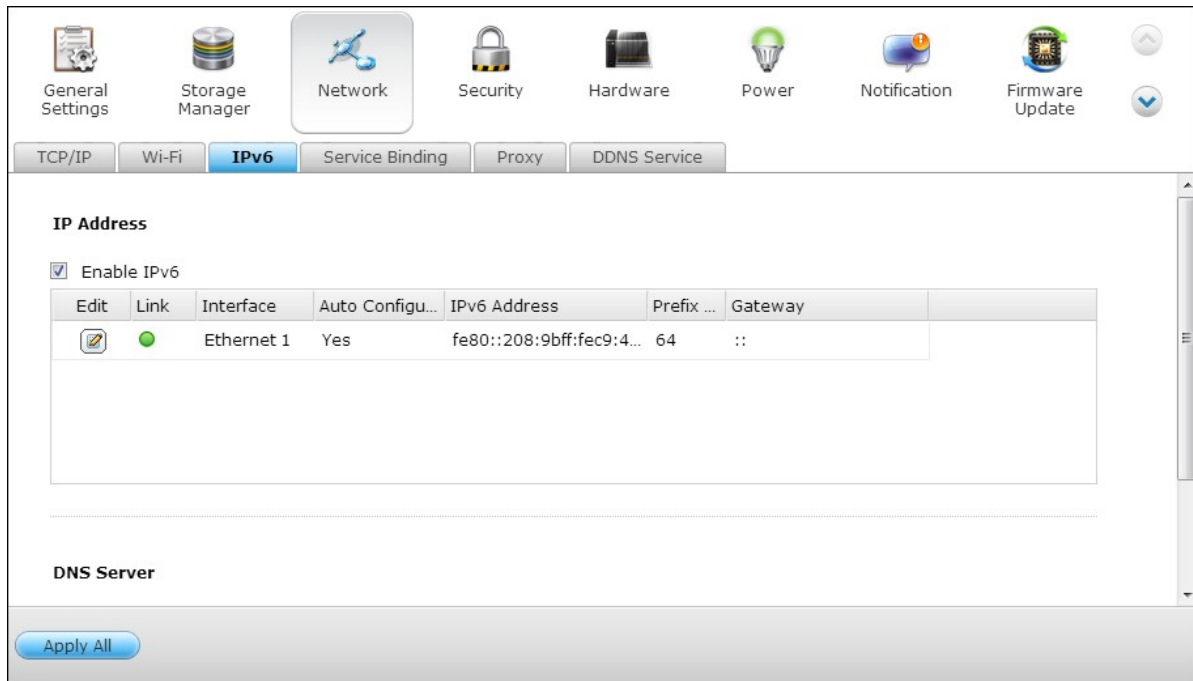 General Settings
Storage Manager
Network
Security
Hardware
Power
Notification
Firmware Update
TCP/IP
Wi-Fi
IPv6
Service Binding
Proxy
DDNS Service
IP Address
Enable IPv6
Edit Link Interface Auto Configu... IPv6 Address Prefix ... Gateway
Ethernet 1 Yes fe80::208:9bff:fec9:4... 64 ::
DNS Server
Apply All